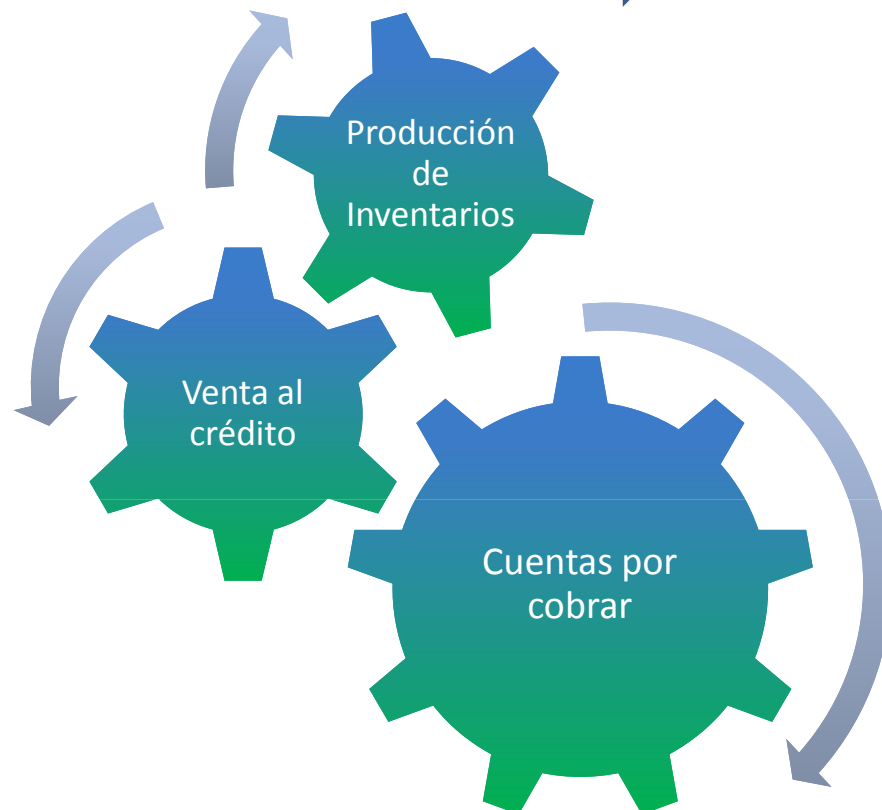 Producción
de
Inventarios
Venta al
crédito
Cuentas por
cobrar